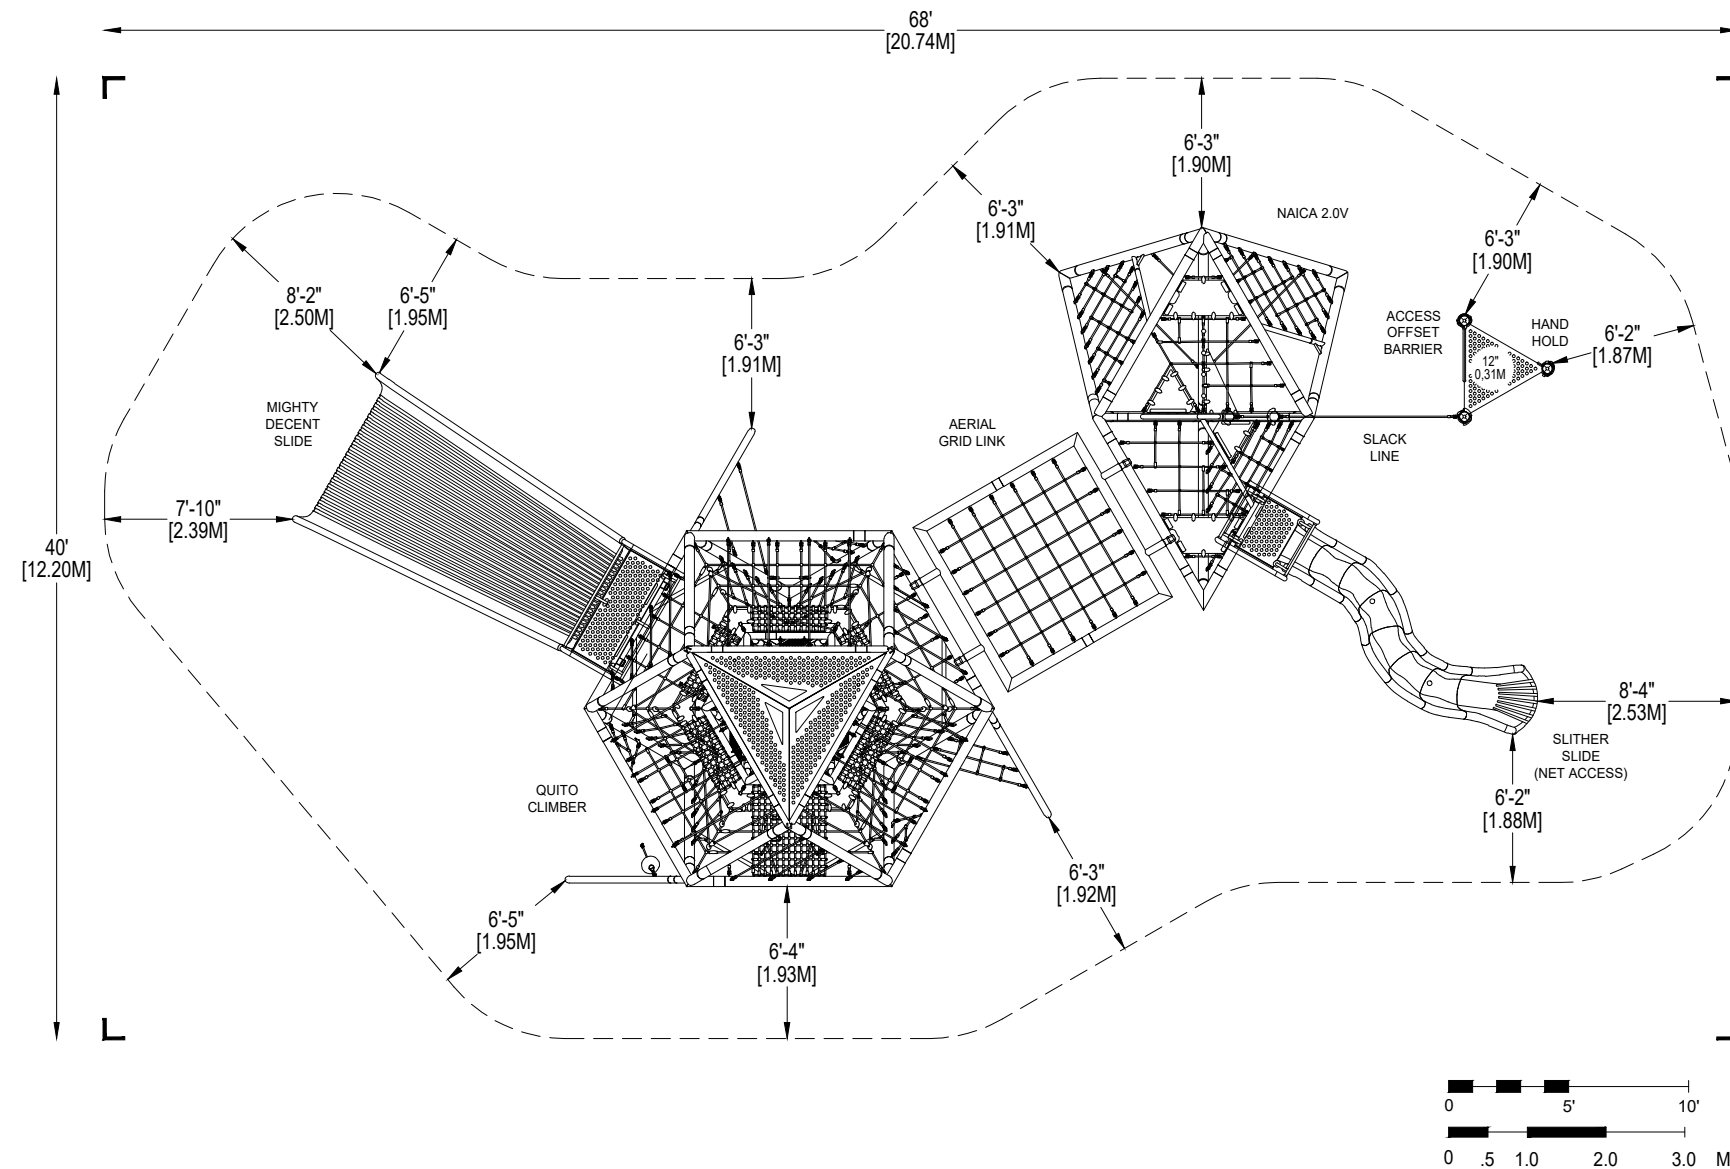 68'
[20.74M]
6'-3"
[1.90M]
6'-3"
[1.91M]
NAICA 2.0V
6'-3"
[1.90M]
8'-2"
[2.50M]
6'-5"
[1.95M]
6'-3"
[1.91M]
ACCESS
OFFSET
BARRIER
HAND
HOLD
6'-2"
[1.87M]
12"
0,31M
MIGHTY
DECENT
SLIDE
AERIAL
GRID LINK
SLACK
LINE
7'-10"
[2.39M]
40'
[12.20M]
8'-4"
[2.53M]
SLITHER
SLIDE
(NET ACCESS)
QUITO
CLIMBER
6'-2"
[1.88M]
6'-3"
[1.92M]
6'-5"
[1.95M]
6'-4"
[1.93M]
0 5' 10'
0 .5 1.0 2.0 3.0 M